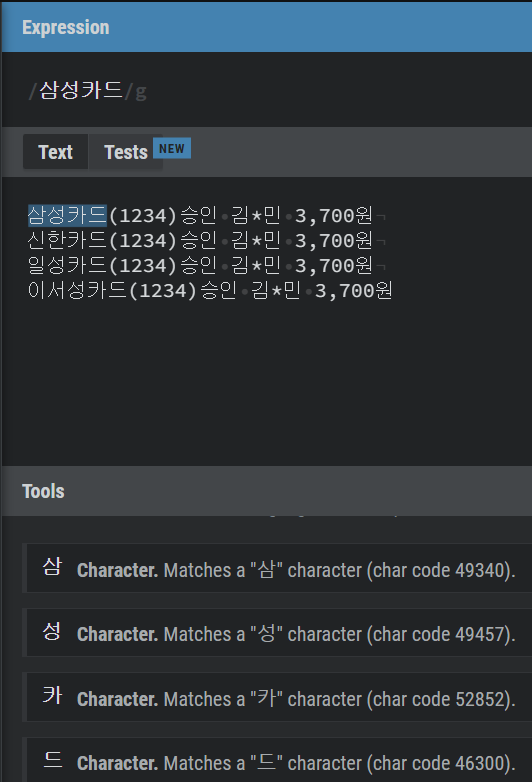 Expression
/삼성카드/g
Text Tests NEW
삼성카드(1234)승인·김*민·3,700원¬
신한카드(1234)승인·김*민·3,700원¬
일성카드(1234)승인·김*민·3,700원¬
이서성카드(1234)승인·김*민·3,700원
Tools
삼 Character. Matches a "삼" character (char code 49340).
성 Character. Matches a "성" character (char code 49457).
카 Character. Matches a "카" character (char code 52852).
드 Character. Matches a "드" character (char code 46300).